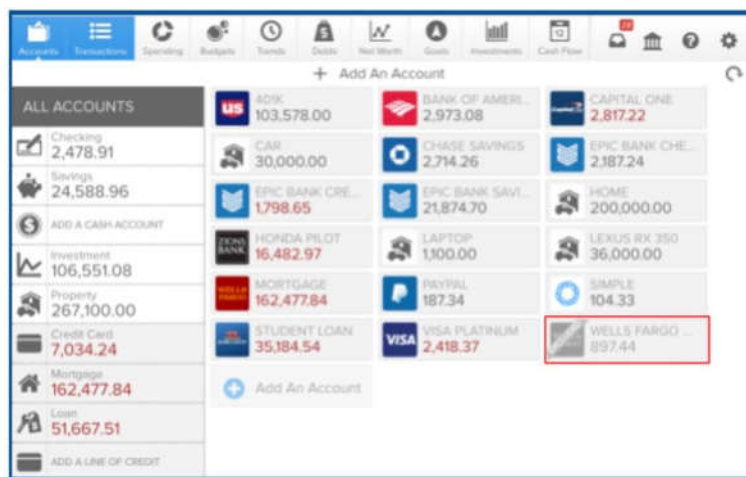 Accounts
Transactions
Spending
Budgets
Trends
Debts
Net Worth
Goals
Investments
Cash Flow
+ Add An Account
ALL ACCOUNTS
Checking
2,478.91
Savings
24,588.96
ADD A CASH ACCOUNT
Investment
106,551.08
Property
267,100.00
Credit Card
7,034.24
Mortgage
162,477.84
Loan
51,667.51
ADD A LINE OF CREDIT
US
401K
103,578.00
BANK OF AMERI...
2,973.08
CAPITAL ONE
2,817.22
CAR
30,000.00
CHASE SAVINGS
2,714.26
EPIC BANK CHE...
2,187.24
EPIC BANK CRE...
1,798.65
EPIC BANK SAVI...
21,874.70
HOME
200,000.00
ZIONS BANK
HONDA PILOT
16,482.97
LAPTOP
1,100.00
LEXUS RX 350
36,000.00
WELLS FARGO
MORTGAGE
162,477.84
PAYPAL
187.34
SIMPLE
104.33
STUDENT LOAN
35,184.54
VISA
VISA PLATINUM
2,418.37
WELLS FARGO ...
897.44
Add An Account